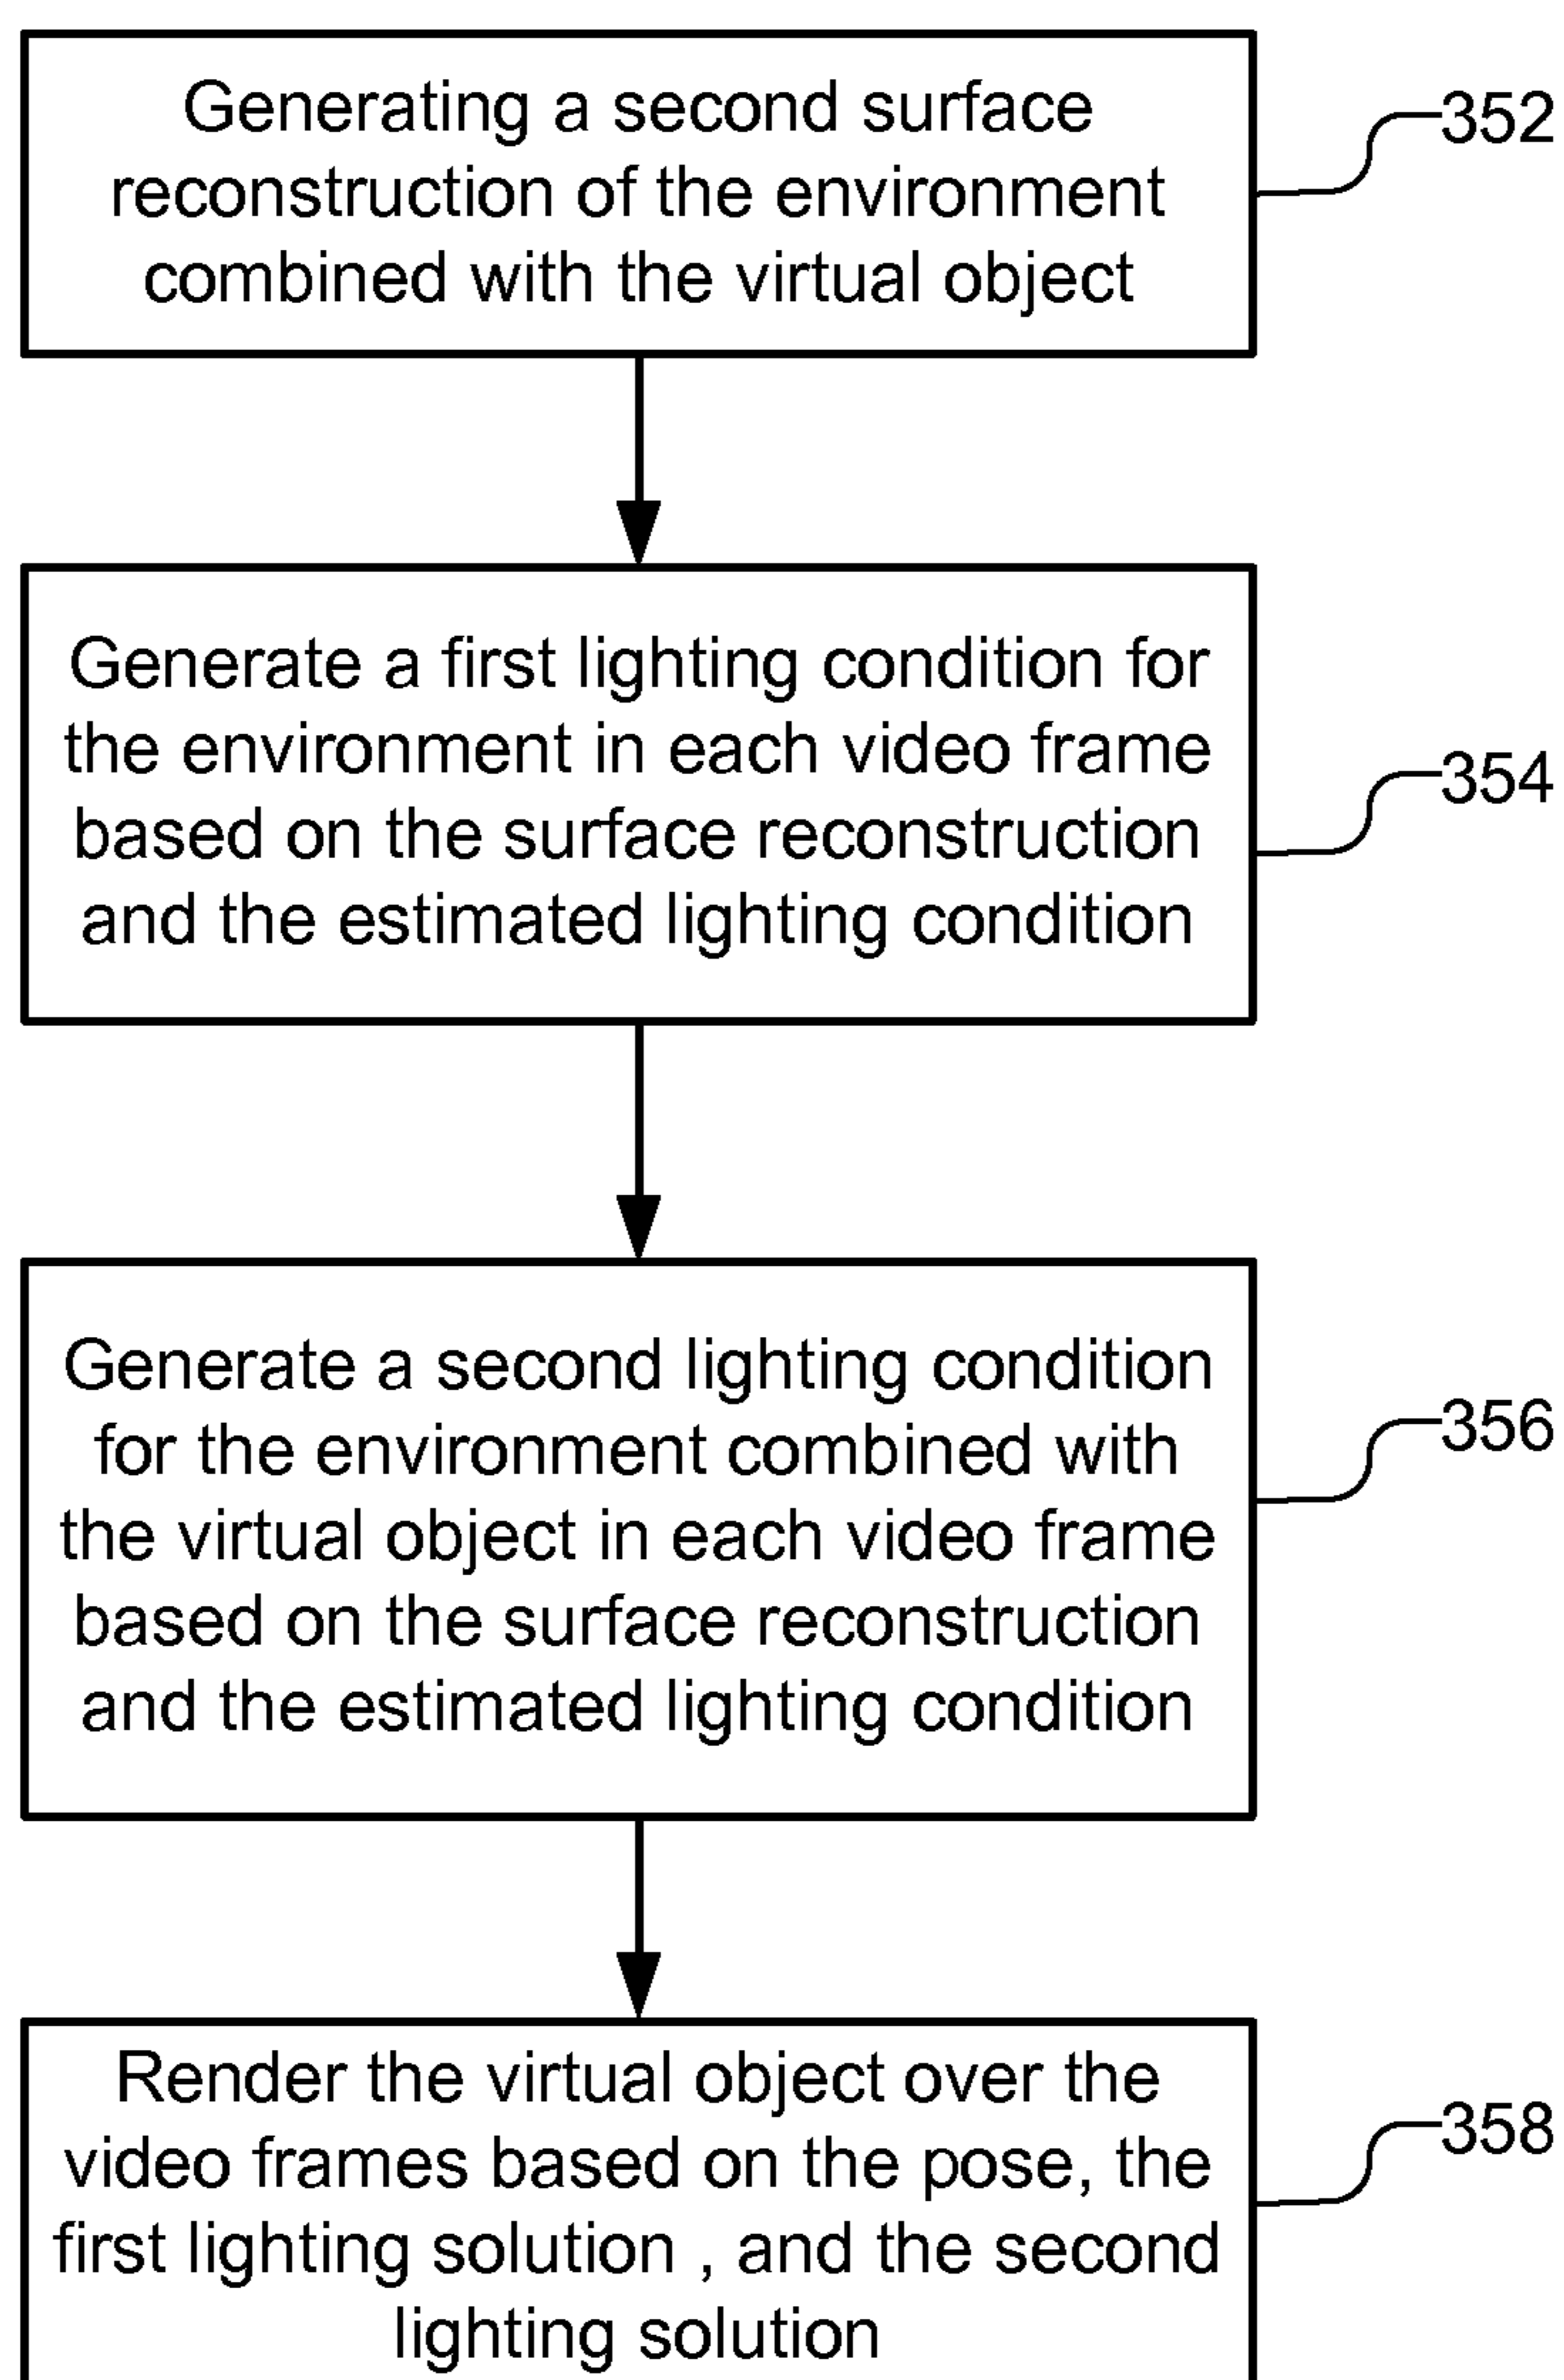 Generating a second surface
reconstruction of the environment
combined with the virtual object
352
Generate a first lighting condition for
the environment in each video frame
based on the surface reconstruction
and the estimated lighting condition
354
Generate a second lighting condition
for the environment combined with
the virtual object in each video frame
based on the surface reconstruction
and the estimated lighting condition
356
Render the virtual object over the
video frames based on the pose, the
first lighting solution , and the second
lighting solution
358